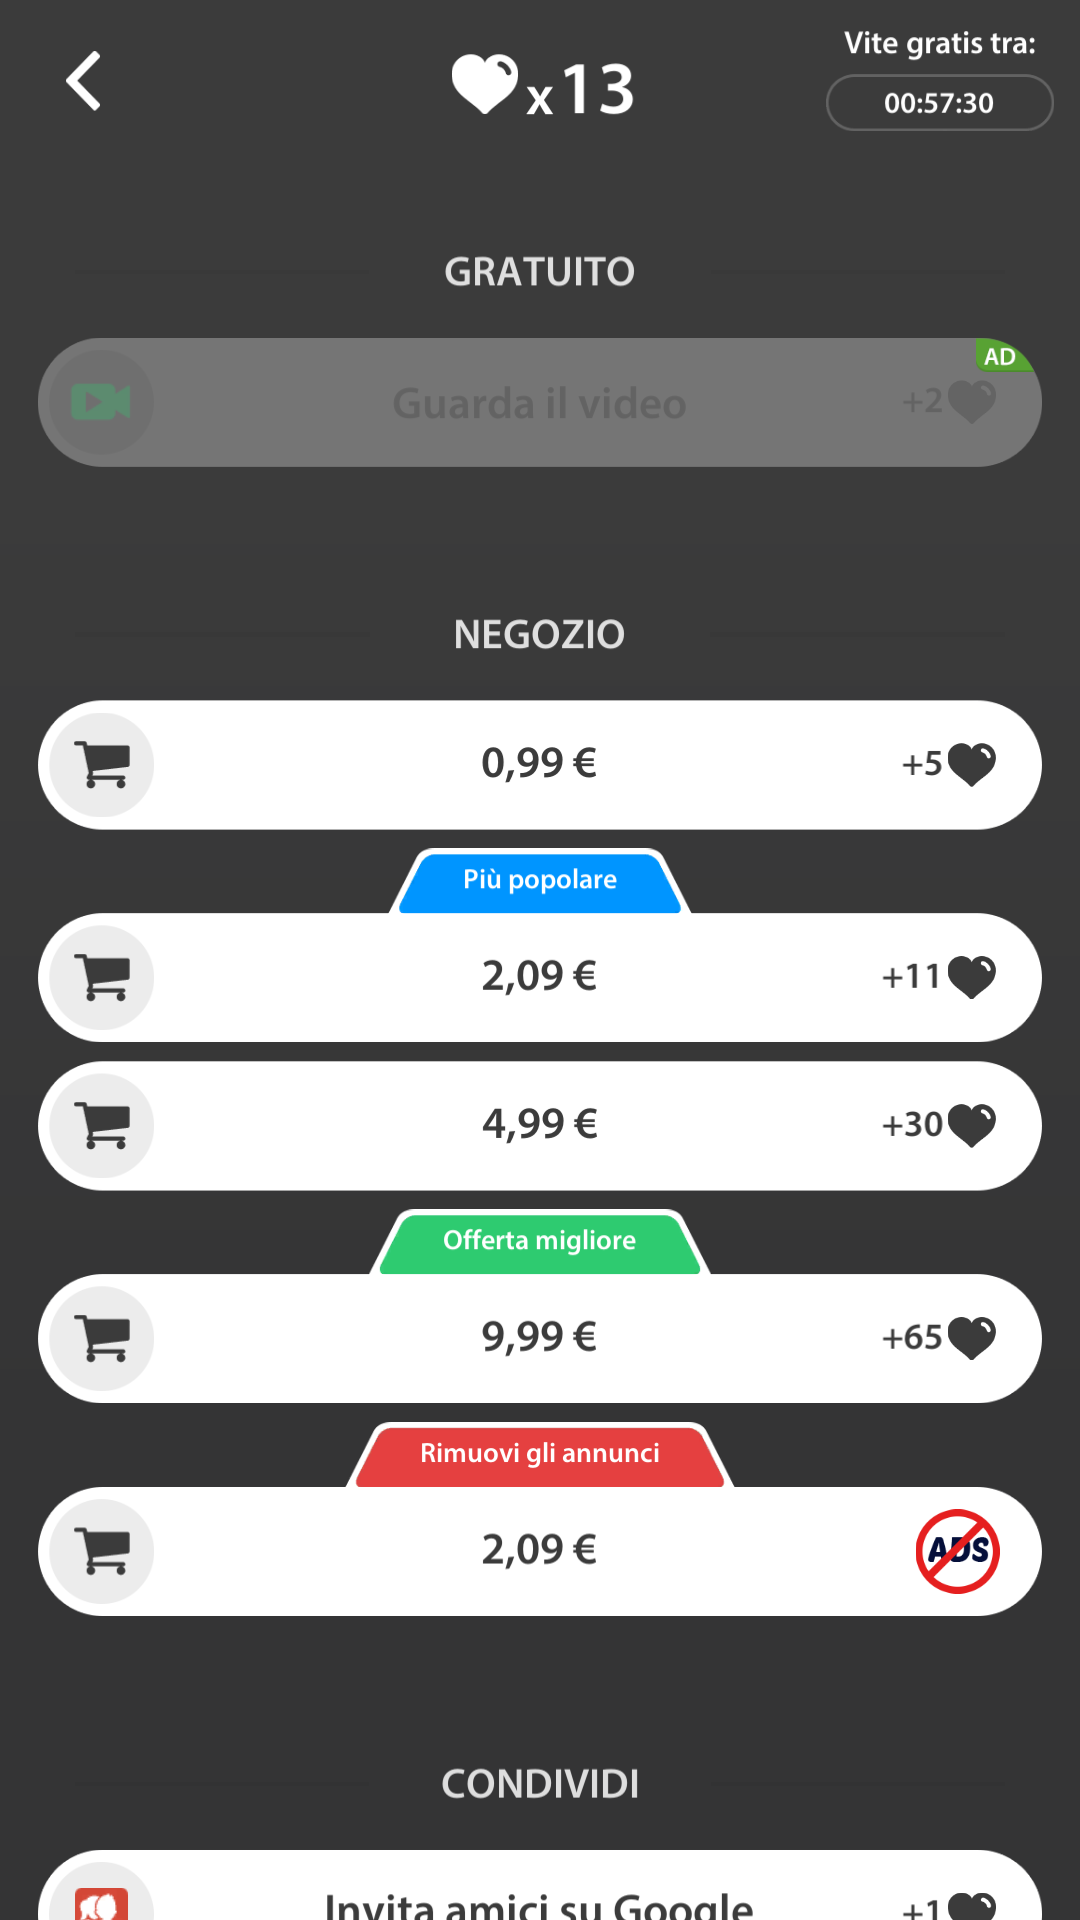 x13
Vite gratis tra:
00:57:30
GRATUITO
AD
Guarda il video
+2
NEGOZIO
0,99 €
+5
Più popolare
2,09 €
+11
4,99 €
+30
Offerta migliore
9,99 €
+65
Rimuovi gli annunci
2,09 €
ADS
CONDIVIDI
Invita amici su Google
+1